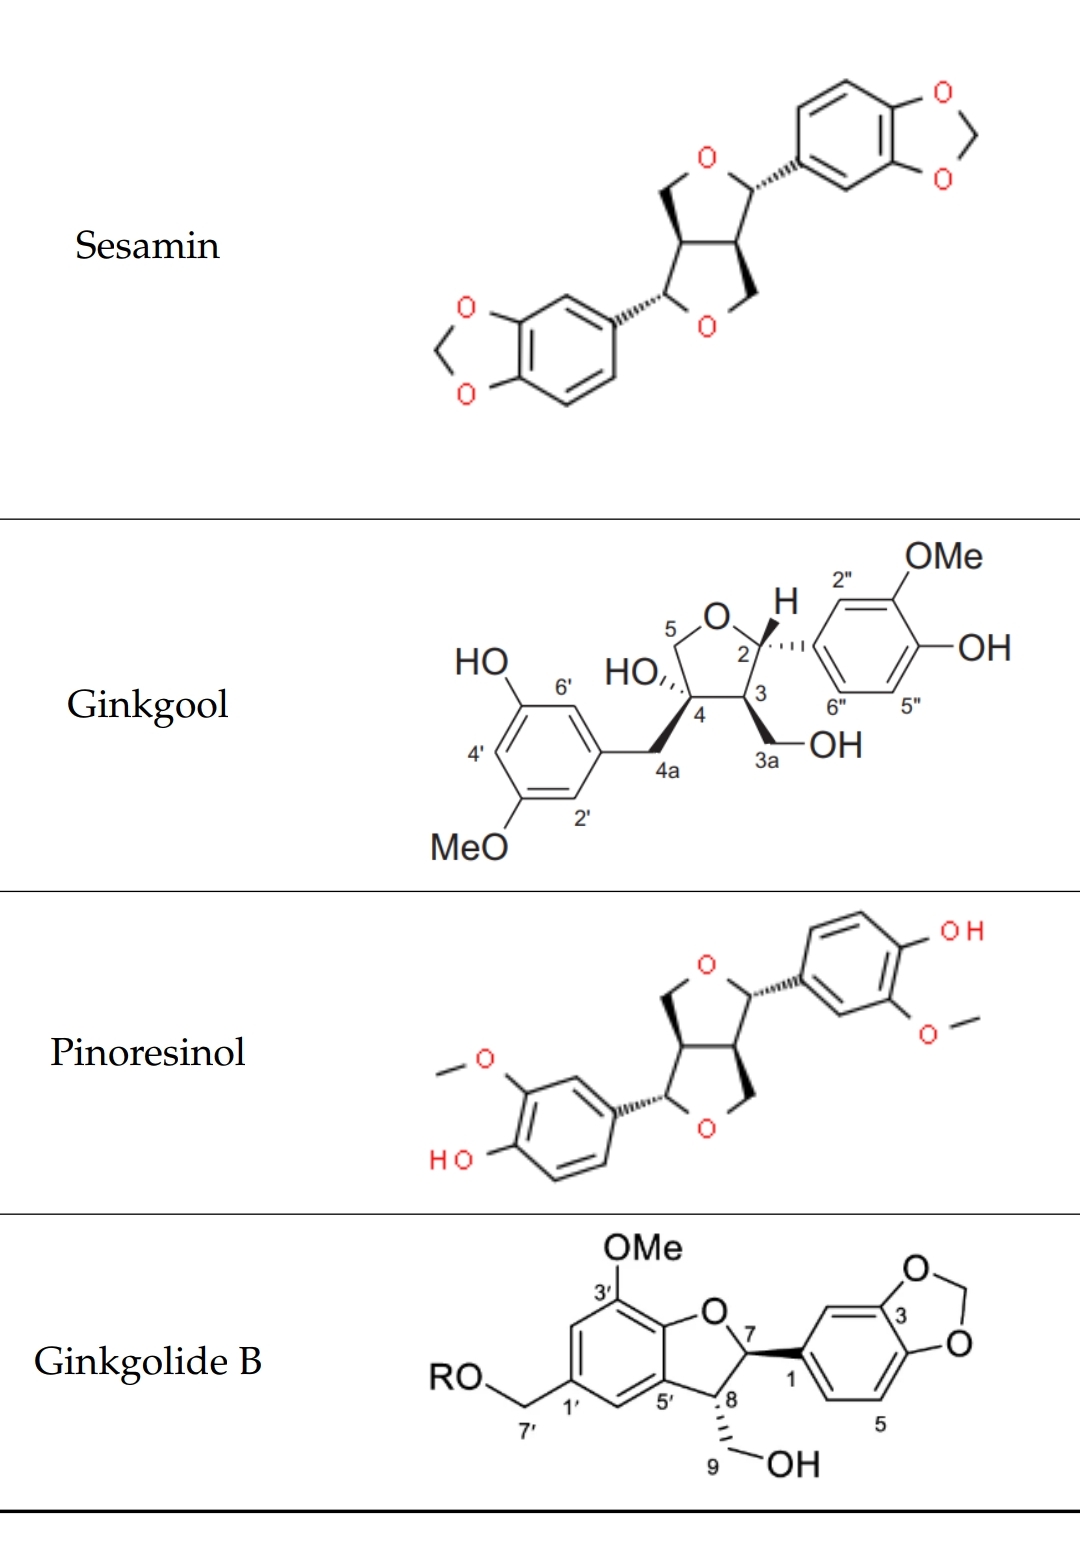 O
O
O
Sesamin
O
O
O
OMe
2"
H
O
5
HO
2
OH
HO
6'
Ginkgool
3
6"
5"
4
4'
OH
3a
4a
2'
MeO
OH
O
O
Pinoresinol
O
O
HO
OMe
O
3'
O
7
3
O
Ginkgolide B
RO
1
1'
5'
8
5
7'
9
OH